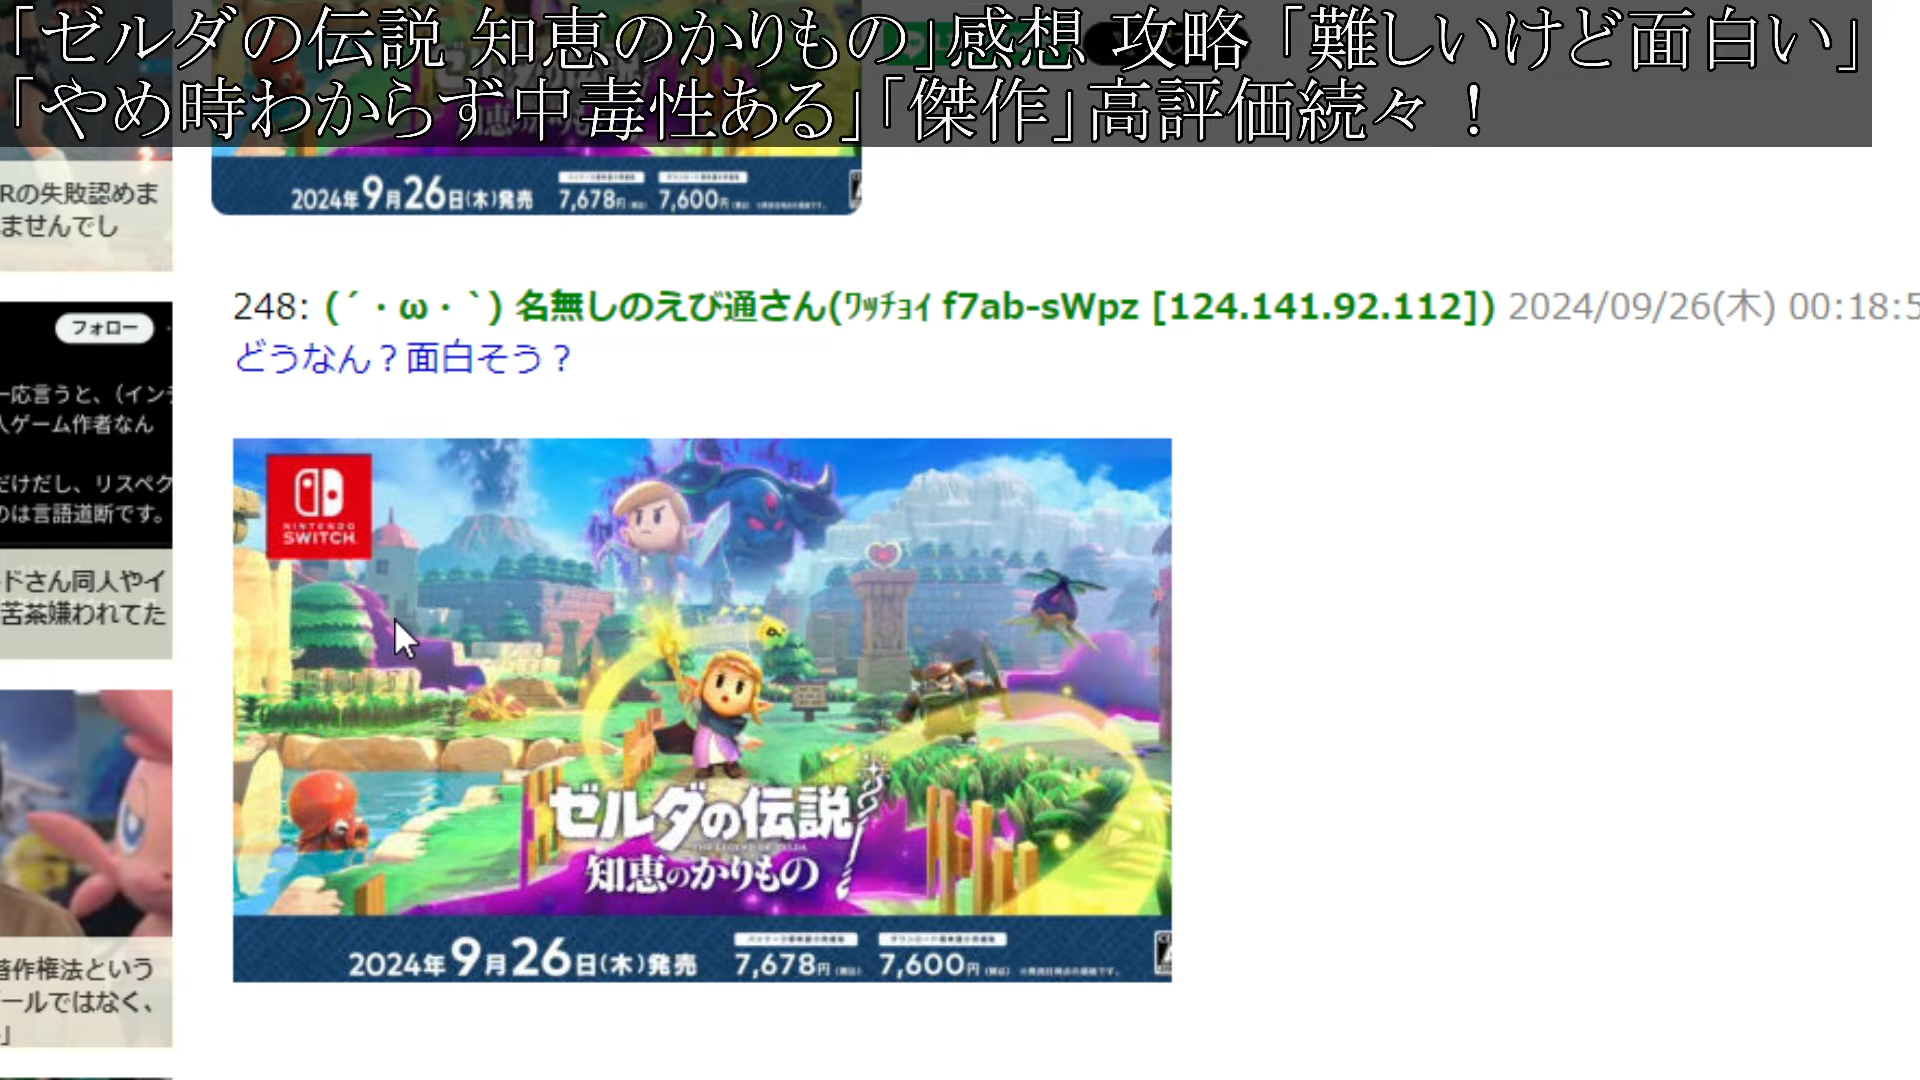 「ゼルダの伝説 知恵のかりもの」感想 攻略「難しいけど面白い」
「やめ時わからず中毒性ある」「傑作」高評価続々！
2024年9月26日(木)発売 7,678円 7,600円
Rの失敗認めま
ませんでし
248: (´・ω・`) 名無しのえび通さん(ﾜｯﾁｮｲ f7ab-sWpz [124.141.92.112]) 2024/09/26(木) 00:18:5
どうなん？面白そう？
フォロー
一応言うと、（イン
人ゲーム作者なん
だけだし、リスペク
のは言語道断です。
ドさん同人やイ
苦茶嫌われてた
NINTENDO
SWITCH
ゼルダの伝説
THE LEGEND OF ZELDA
知恵のかりもの
2024年9月26日(木)発売 7,678円 7,600円
著作権法という
ールではなく、
」